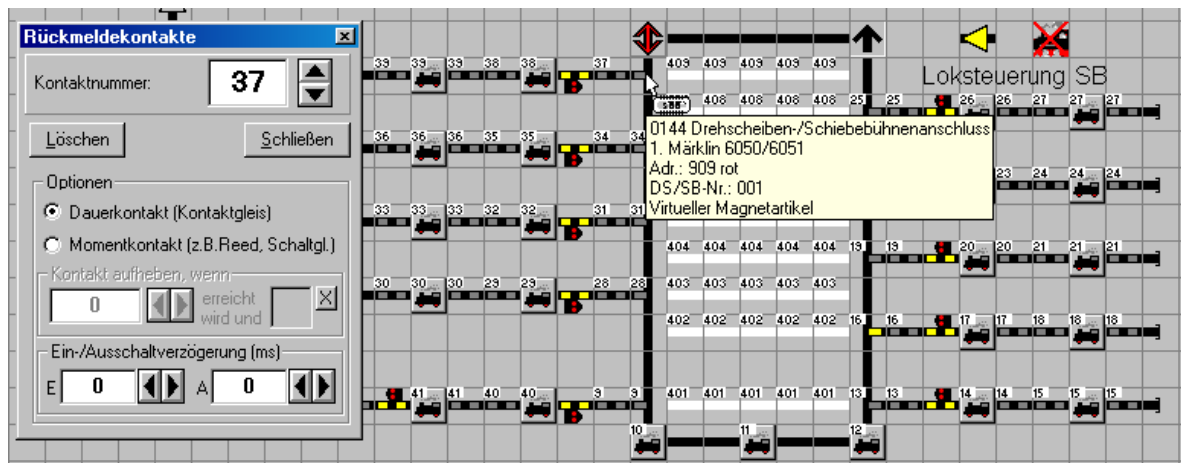 Rückmeldekontakte
Kontaktnummer:
37
Löschen
Schließen
Optionen
Dauerkontakt (Kontaktgleis)
Momentkontakt (z.B.Reed, Schaltgl.)
Kontakt aufheben, wenn
0
erreicht
wird und
X
Ein-/Ausschaltverzögerung (ms)
E 0 A 0
39 39 39 38 38 37 409 409 409 409 409
Loksteuerung SB
s88 408 408 408 408 25 25 26 26 27 27 27
0144 Drehscheiben-/Schiebebühnenanschluss
1. Märklin 6050/6051
Adr.: 909 rot
DS/SB-Nr.: 001
Virtueller Magnetartikel
36 36 36 35 35 34 34
23 24 24 24
33 33 33 32 32 31 31
404 404 404 404 404 19 19 20 20 21 21 21
30 30 30 29 29 28 28 403 403 403 403 403
402 402 402 402 402 16 16 17 17 18 18 18
41 41 40 40 9 9 401 401 401 401 401 13 13 14 14 15 15 15
10 11 12